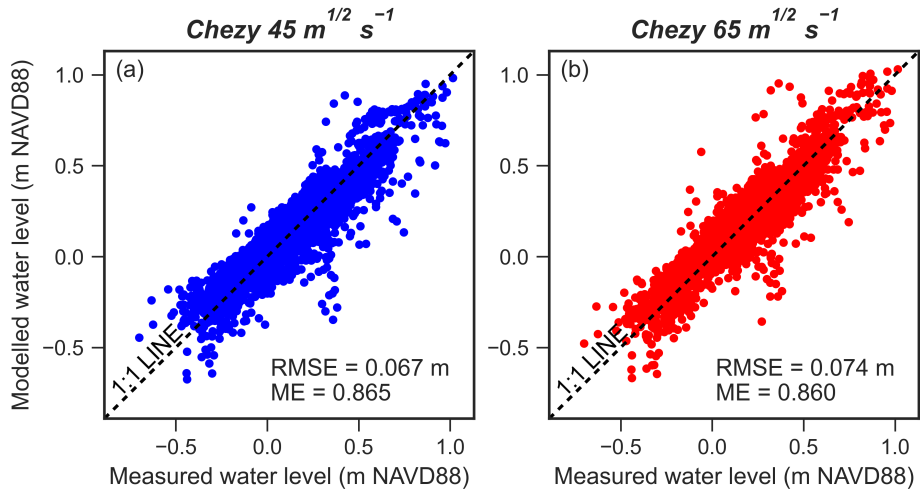 Chezy 45 m^1/2 s^−1
Chezy 65 m^1/2 s^−1
Modelled water level (m NAVD88)
(a)
1.0
0.5
0.0
−0.5
1:1 LINE
RMSE = 0.067 m
ME = 0.865
−0.5 0.0 0.5 1.0
Measured water level (m NAVD88)
(b)
1.0
0.5
0.0
−0.5
1:1 LINE
RMSE = 0.074 m
ME = 0.860
−0.5 0.0 0.5 1.0
Measured water level (m NAVD88)